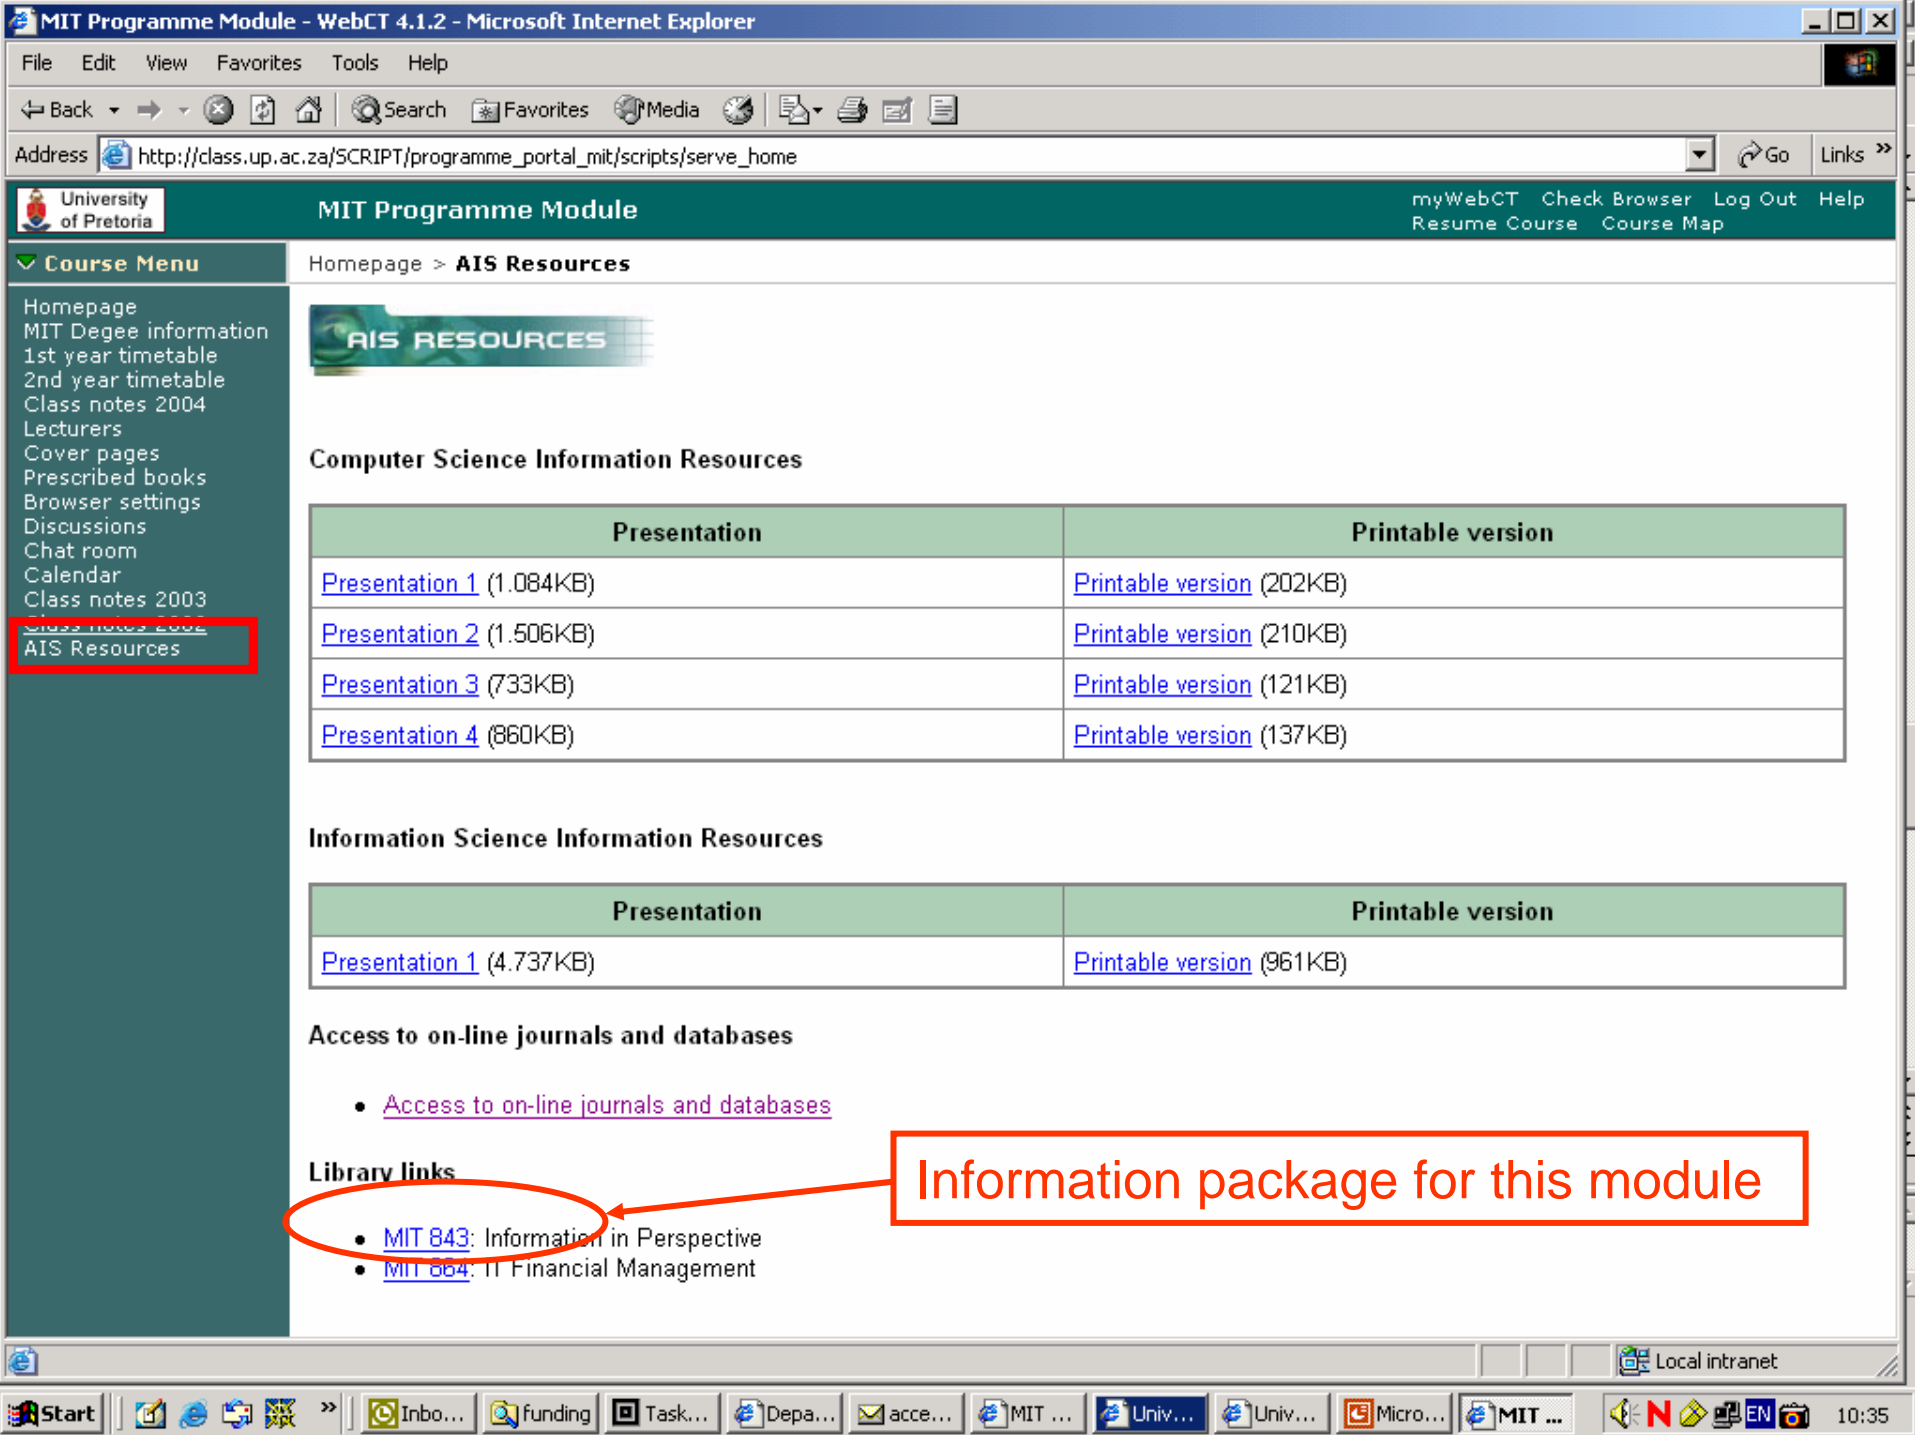 MIT Programme Module - WebCT 4.1.2 - Microsoft Internet Explorer
File Edit View Favorites Tools Help
Back Search Favorites Media
Address http://class.up.ac.za/SCRIPT/programme_portal_mit/scripts/serve_home Go Links »
University
of Pretoria
MIT Programme Module
myWebCT Check Browser Log Out Help
Resume Course Course Map
Course Menu
Homepage > AIS Resources
Homepage
MIT Degee information
1st year timetable
2nd year timetable
Class notes 2004
Lecturers
Cover pages
Prescribed books
Browser settings
Discussions
Chat room
Calendar
Class notes 2003
Class notes 2002
AIS Resources
AIS RESOURCES
Computer Science Information Resources
Presentation Printable version
Presentation 1 (1.084KB) Printable version (202KB)
Presentation 2 (1.506KB) Printable version (210KB)
Presentation 3 (733KB) Printable version (121KB)
Presentation 4 (860KB) Printable version (137KB)
Information Science Information Resources
Presentation Printable version
Presentation 1 (4.737KB) Printable version (961KB)
Access to on-line journals and databases
• Access to on-line journals and databases
Library links
Information package for this module
• MIT 843: Information in Perspective
• MIT 864: IT Financial Management
Local intranet
Start » Inbo... funding Task... Depa... acce... MIT ... Univ... Univ... Micro... MIT ... N EN 10:35